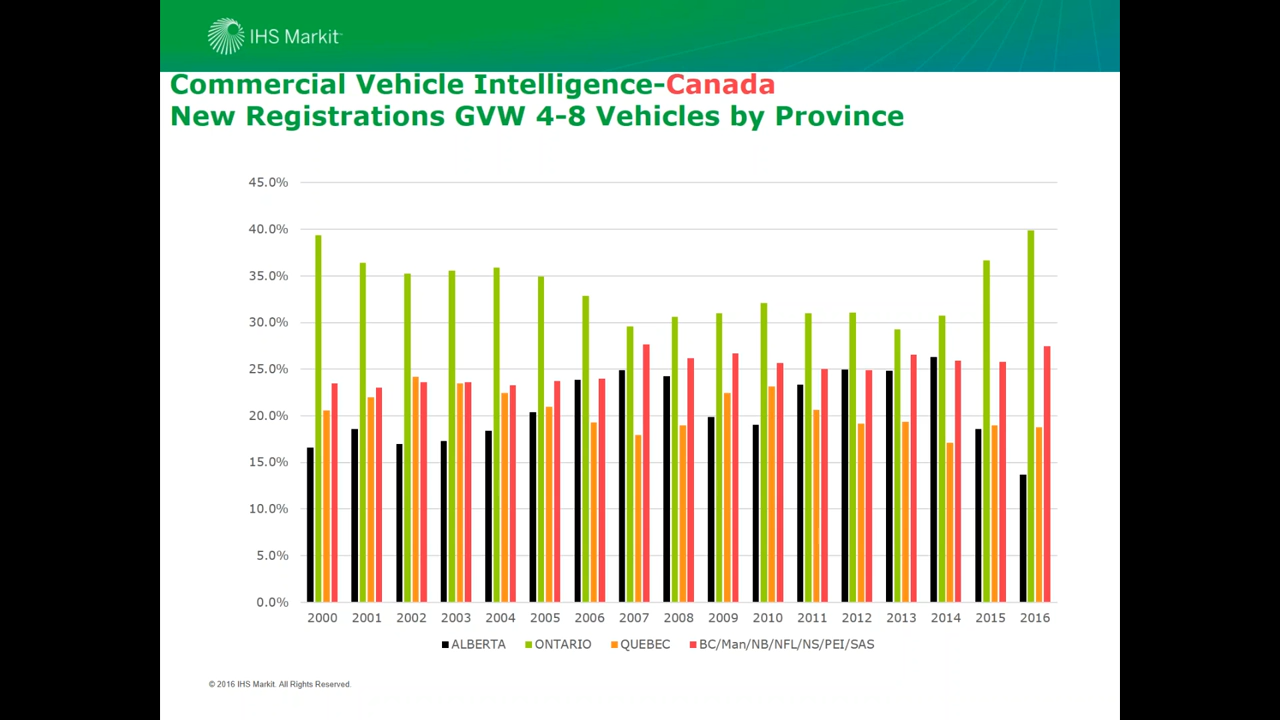 IHS Markit
Commercial Vehicle Intelligence-Canada
New Registrations GVW 4-8 Vehicles by Province
45.0%
40.0%
35.0%
30.0%
25.0%
20.0%
15.0%
10.0%
5.0%
0.0%
2000 2001 2002 2003 2004 2005 2006 2007 2008 2009 2010 2011 2012 2013 2014 2015 2016
ALBERTA ONTARIO QUEBEC BC/Man/NB/NFL/NS/PEI/SAS
© 2016 IHS Markit. All Rights Reserved.